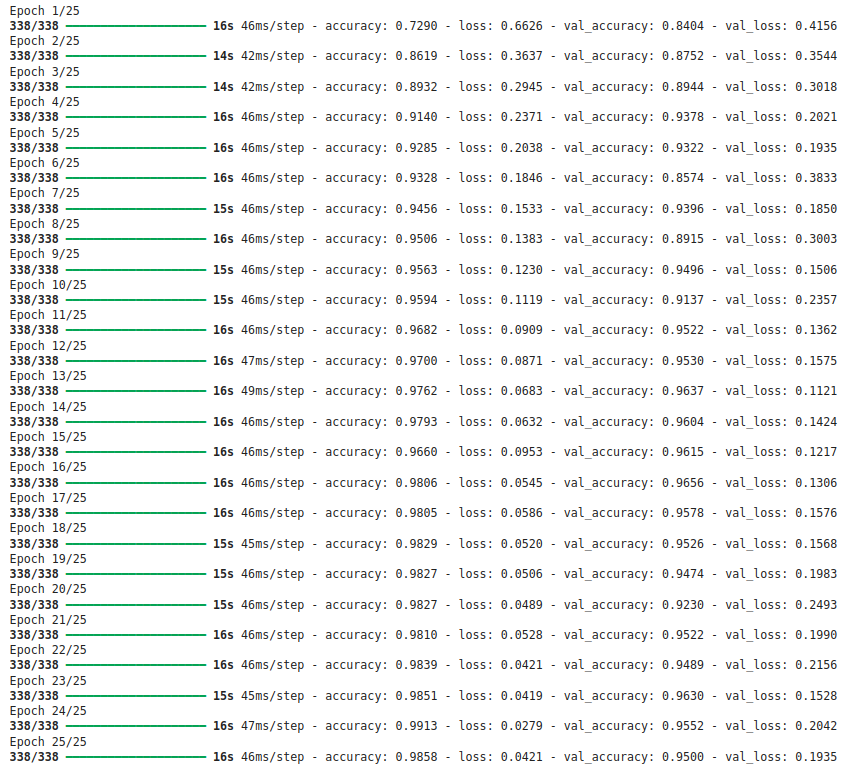 Epoch 1/25
338/338 16s 46ms/step - accuracy: 0.7290 - loss: 0.6626 - val_accuracy: 0.8404 - val_loss: 0.4156
Epoch 2/25
338/338 14s 42ms/step - accuracy: 0.8619 - loss: 0.3637 - val_accuracy: 0.8752 - val_loss: 0.3544
Epoch 3/25
338/338 14s 42ms/step - accuracy: 0.8932 - loss: 0.2945 - val_accuracy: 0.8944 - val_loss: 0.3018
Epoch 4/25
338/338 16s 46ms/step - accuracy: 0.9140 - loss: 0.2371 - val_accuracy: 0.9378 - val_loss: 0.2021
Epoch 5/25
338/338 16s 46ms/step - accuracy: 0.9285 - loss: 0.2038 - val_accuracy: 0.9322 - val_loss: 0.1935
Epoch 6/25
338/338 16s 46ms/step - accuracy: 0.9328 - loss: 0.1846 - val_accuracy: 0.8574 - val_loss: 0.3833
Epoch 7/25
338/338 15s 46ms/step - accuracy: 0.9456 - loss: 0.1533 - val_accuracy: 0.9396 - val_loss: 0.1850
Epoch 8/25
338/338 16s 46ms/step - accuracy: 0.9506 - loss: 0.1383 - val_accuracy: 0.8915 - val_loss: 0.3003
Epoch 9/25
338/338 15s 46ms/step - accuracy: 0.9563 - loss: 0.1230 - val_accuracy: 0.9496 - val_loss: 0.1506
Epoch 10/25
338/338 15s 46ms/step - accuracy: 0.9594 - loss: 0.1119 - val_accuracy: 0.9137 - val_loss: 0.2357
Epoch 11/25
338/338 16s 46ms/step - accuracy: 0.9682 - loss: 0.0909 - val_accuracy: 0.9522 - val_loss: 0.1362
Epoch 12/25
338/338 16s 47ms/step - accuracy: 0.9700 - loss: 0.0871 - val_accuracy: 0.9530 - val_loss: 0.1575
Epoch 13/25
338/338 16s 49ms/step - accuracy: 0.9762 - loss: 0.0683 - val_accuracy: 0.9637 - val_loss: 0.1121
Epoch 14/25
338/338 16s 46ms/step - accuracy: 0.9793 - loss: 0.0632 - val_accuracy: 0.9604 - val_loss: 0.1424
Epoch 15/25
338/338 16s 46ms/step - accuracy: 0.9660 - loss: 0.0953 - val_accuracy: 0.9615 - val_loss: 0.1217
Epoch 16/25
338/338 16s 46ms/step - accuracy: 0.9806 - loss: 0.0545 - val_accuracy: 0.9656 - val_loss: 0.1306
Epoch 17/25
338/338 16s 46ms/step - accuracy: 0.9805 - loss: 0.0586 - val_accuracy: 0.9578 - val_loss: 0.1576
Epoch 18/25
338/338 15s 45ms/step - accuracy: 0.9829 - loss: 0.0520 - val_accuracy: 0.9526 - val_loss: 0.1568
Epoch 19/25
338/338 15s 46ms/step - accuracy: 0.9827 - loss: 0.0506 - val_accuracy: 0.9474 - val_loss: 0.1983
Epoch 20/25
338/338 15s 46ms/step - accuracy: 0.9827 - loss: 0.0489 - val_accuracy: 0.9230 - val_loss: 0.2493
Epoch 21/25
338/338 16s 46ms/step - accuracy: 0.9810 - loss: 0.0528 - val_accuracy: 0.9522 - val_loss: 0.1990
Epoch 22/25
338/338 16s 46ms/step - accuracy: 0.9839 - loss: 0.0421 - val_accuracy: 0.9489 - val_loss: 0.2156
Epoch 23/25
338/338 15s 45ms/step - accuracy: 0.9851 - loss: 0.0419 - val_accuracy: 0.9630 - val_loss: 0.1528
Epoch 24/25
338/338 16s 47ms/step - accuracy: 0.9913 - loss: 0.0279 - val_accuracy: 0.9552 - val_loss: 0.2042
Epoch 25/25
338/338 16s 46ms/step - accuracy: 0.9858 - loss: 0.0421 - val_accuracy: 0.9500 - val_loss: 0.1935